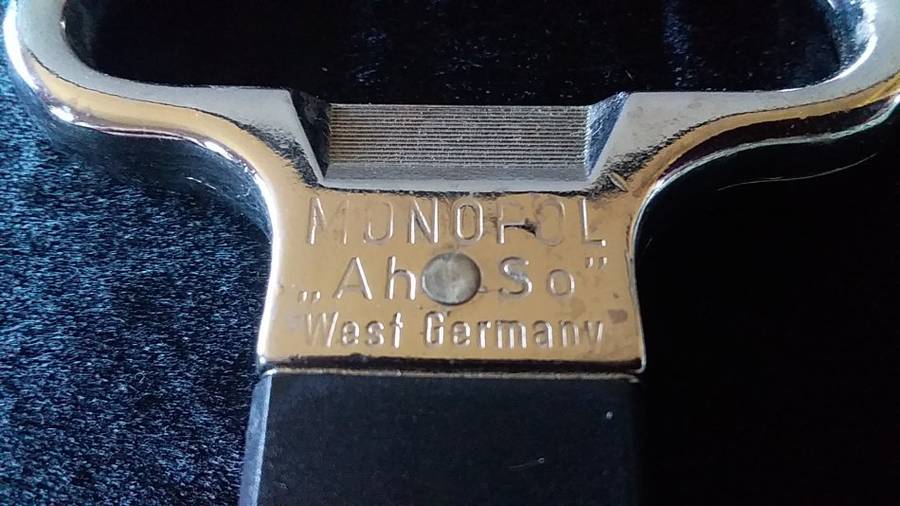 MONOPOL
„Ah So”
West Germany